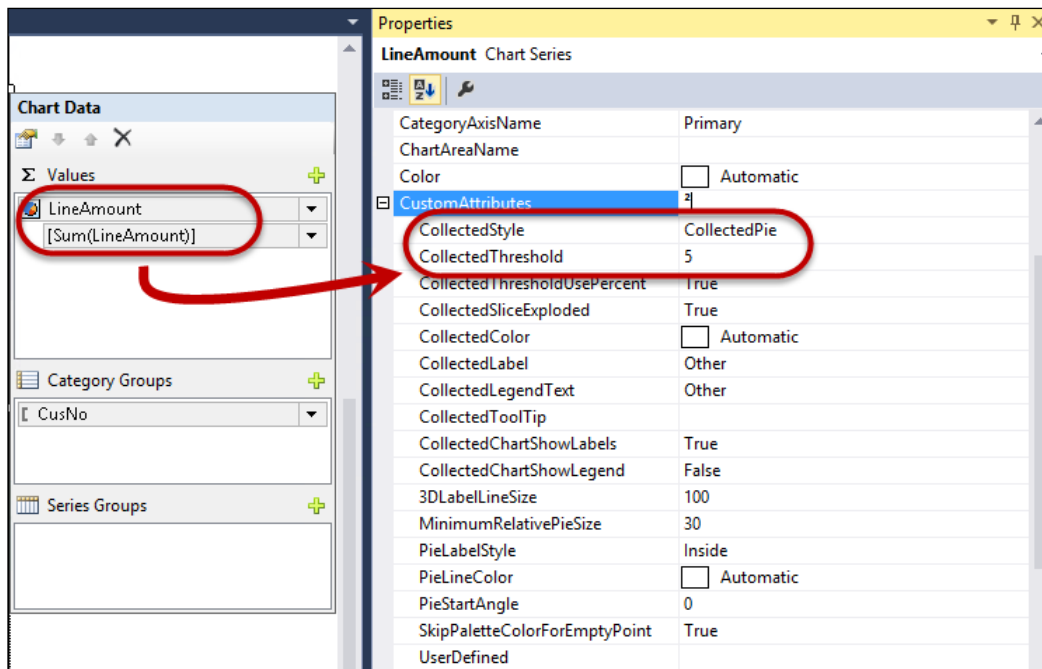 Chart Data
Σ Values
LineAmount
[Sum(LineAmount)]
Category Groups
CusNo
Series Groups
Properties
LineAmount Chart Series
CategoryAxisName Primary
ChartAreaName
Color Automatic
CustomAttributes
CollectedStyle CollectedPie
CollectedThreshold 5
CollectedThresholdUsePercent True
CollectedSliceExploded True
CollectedColor Automatic
CollectedLabel Other
CollectedLegendText Other
CollectedToolTip
CollectedChartShowLabels True
CollectedChartShowLegend False
3DLabelLineSize 100
MinimumRelativePieSize 30
PieLabelStyle Inside
PieLineColor Automatic
PieStartAngle 0
SkipPaletteColorForEmptyPoint True
UserDefined